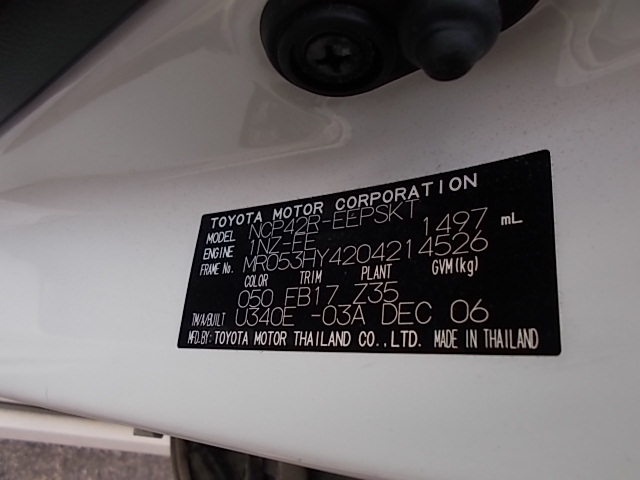 TOYOTA MOTOR CORPORATION
MODEL NCP42R-EEPSKT
ENGINE 1NZ-FE 1497 mL
FRAME No. MR053HY4204214526
COLOR TRIM PLANT GVM(kg)
050 FB17 Z35
TM/A/BUILT U340E -03A DEC 06
MFD.BY:TOYOTA MOTOR THAILAND CO.,LTD. MADE IN THAILAND